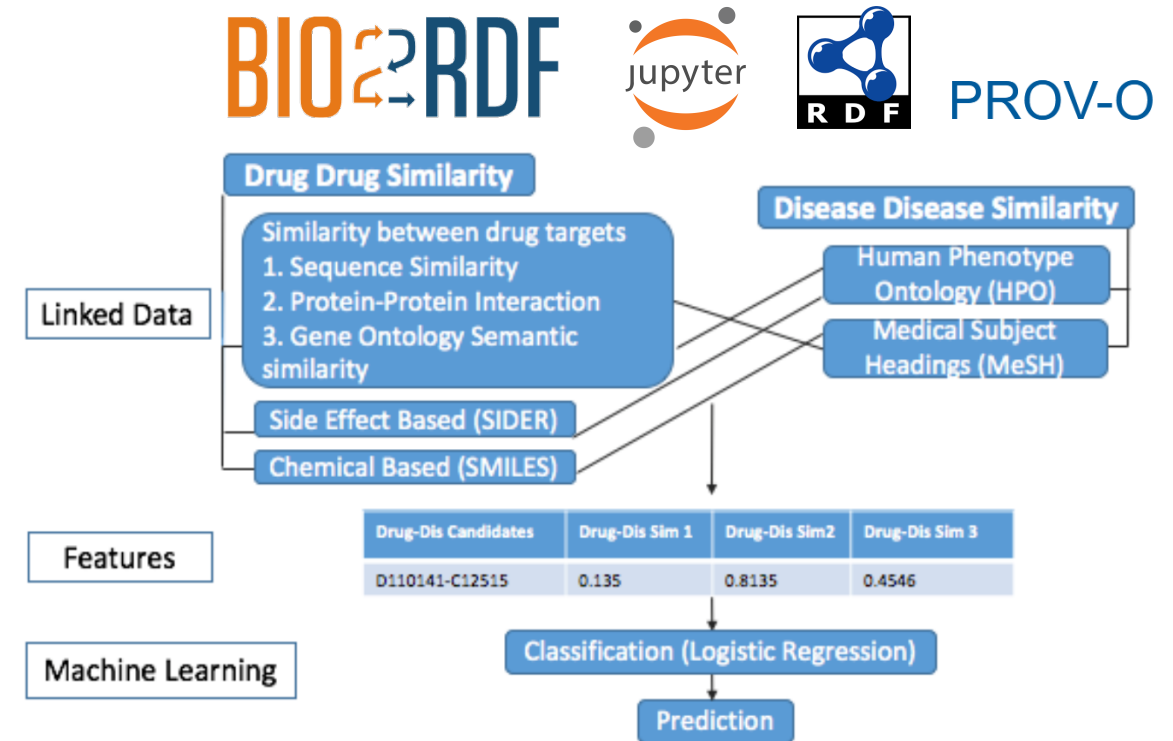 BIO2RDF
jupyter
RDF
PROV-O
Drug Drug Similarity
Disease Disease Similarity
Similarity between drug targets
1. Sequence Similarity
2. Protein-Protein Interaction
3. Gene Ontology Semantic
similarity
Human Phenotype
Ontology (HPO)
Medical Subject
Headings (MeSH)
Linked Data
Side Effect Based (SIDER)
Chemical Based (SMILES)
Drug-Dis Candidates Drug-Dis Sim 1 Drug-Dis Sim2 Drug-Dis Sim 3
D110141-C12515 0.135 0.8135 0.4546
Features
Classification (Logistic Regression)
Machine Learning
Prediction